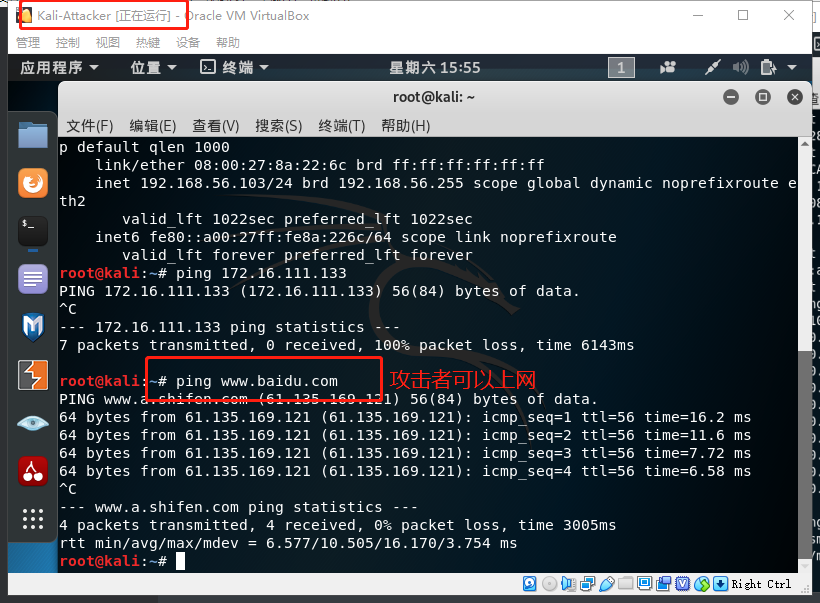 Kali-Attacker [正在运行] - Oracle VM VirtualBox
管理 控制 视图 热键 设备 帮助
应用程序 位置 终端 星期六 15:55 1
root@kali: ~
文件(F) 编辑(E) 查看(V) 搜索(S) 终端(T) 帮助(H)
p default qlen 1000
link/ether 08:00:27:8a:22:6c brd ff:ff:ff:ff:ff:ff
inet 192.168.56.103/24 brd 192.168.56.255 scope global dynamic noprefixroute e
th2
valid_lft 1022sec preferred_lft 1022sec
inet6 fe80::a00:27ff:fe8a:226c/64 scope link noprefixroute
valid_lft forever preferred_lft forever
root@kali:~# ping 172.16.111.133
PING 172.16.111.133 (172.16.111.133) 56(84) bytes of data.
^C
--- 172.16.111.133 ping statistics ---
7 packets transmitted, 0 received, 100% packet loss, time 6143ms
root@kali:~# ping www.baidu.com 攻击者可以上网
PING www.a.shifen.com (61.135.169.121) 56(84) bytes of data.
64 bytes from 61.135.169.121 (61.135.169.121): icmp_seq=1 ttl=56 time=16.2 ms
64 bytes from 61.135.169.121 (61.135.169.121): icmp_seq=2 ttl=56 time=11.6 ms
64 bytes from 61.135.169.121 (61.135.169.121): icmp_seq=3 ttl=56 time=7.72 ms
64 bytes from 61.135.169.121 (61.135.169.121): icmp_seq=4 ttl=56 time=6.58 ms
^C
--- www.a.shifen.com ping statistics ---
4 packets transmitted, 4 received, 0% packet loss, time 3005ms
rtt min/avg/max/mdev = 6.577/10.505/16.170/3.754 ms
root@kali:~#
Right Ctrl